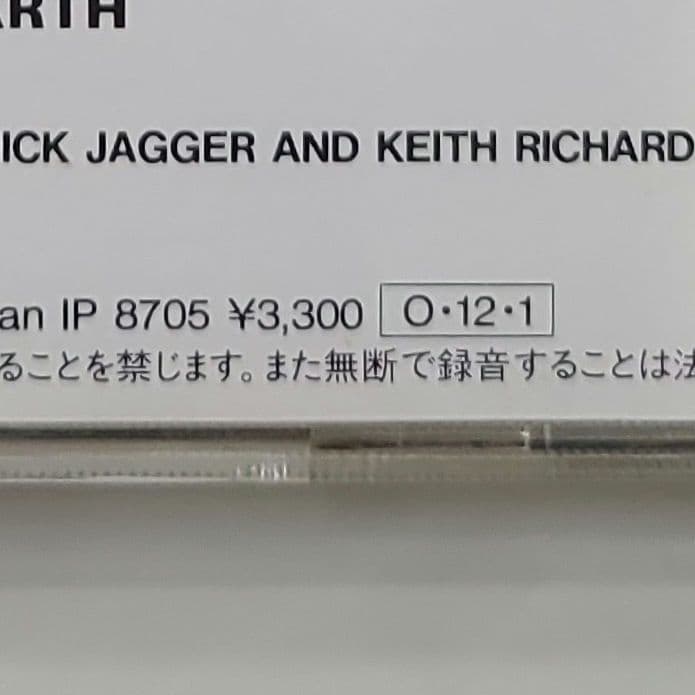 ARTH
ICK JAGGER AND KEITH RICHARD
an IP 8705 ¥3,300 O·12·1
ることを禁じます。また無断で録音することは法